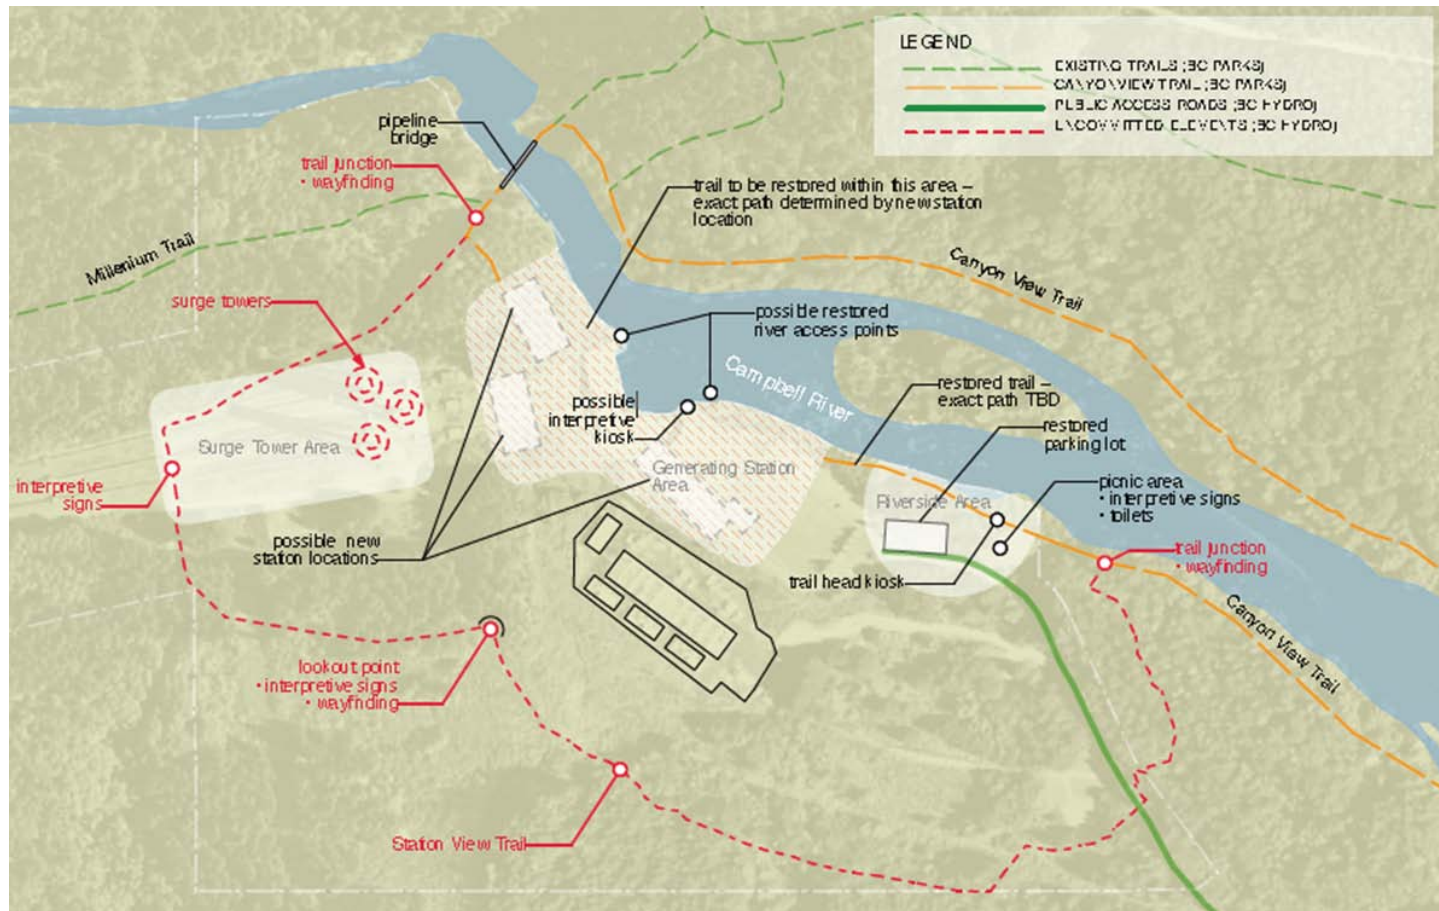 LEGEND
EXISTING TRAILS (BC PARKS)
CANYON VIEW TRAIL (BC PARKS)
PUBLIC ACCESS ROADS (BC HYDRO)
UNCOMMITTED ELEMENTS (BC HYDRO)
pipeline
bridge
trail junction
• wayfinding
trail to be restored within this area –
exact path determined by new station
location
Millenium Trail
Canyon View Trail
surge towers
possible restored
river access points
Campbell River
restored trail –
exact path TBD
possible
interpretive
kiosk
restored
parking lot
Surge Tower Area
Generating Station
Area
Riverside Area
picnic area
• interpretive signs
• toilets
interpretive
signs
possible new
station locations
trail head kiosk
trail junction
• wayfinding
Canyon View Trail
lookout point
• interpretive signs
• wayfinding
Station View Trail